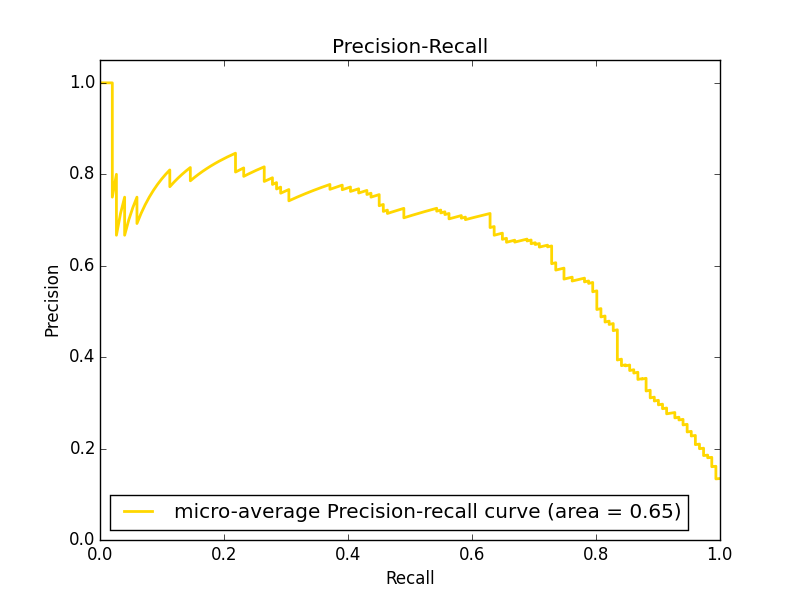 Precision-Recall
1.0
0.8
0.6
0.4
0.2
0.0
Precision
micro-average Precision-recall curve (area = 0.65)
0.0 0.2 0.4 0.6 0.8 1.0
Recall